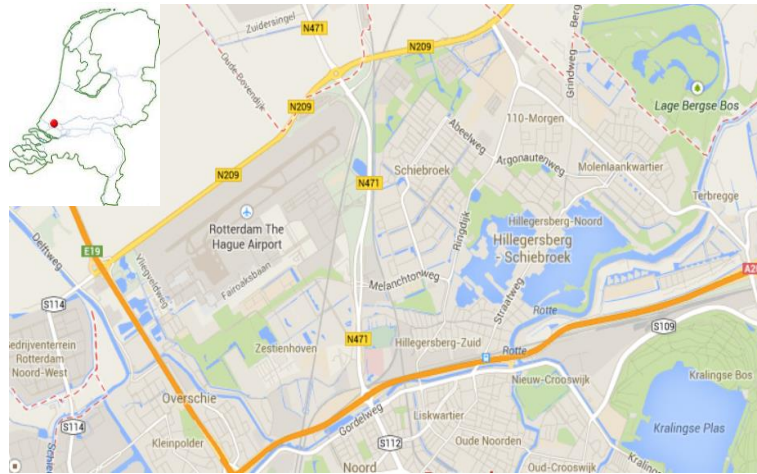 Zuidersingel
N471
N209
Grindweg
Berg
Oude-Bovendijk
N209
Lage Bergse Bos
110-Morgen
Abeelweg
N209
Schiebroek
Argonautenweg
Molenlaankwartier
N471
Terbregge
Ringdijk
Hillegersberg-Noord
Rotterdam The
Hague Airport
Hillegersberg
- Schiebroek
Delftweg
E19
Vliegveldweg
Fairoaksbaan
Melanchtonweg
Straatweg
A20
S114
Rotte
S109
Bedrijventerrein
Rotterdam
Noord-West
N471
Hillegersberg-Zuid
Rotte
Zestienhoven
Kralingse Bos
Nieuw-Crooswijk
Overschie
Gordelweg
Kralingse Plas
S114
Liskwartier
Kleinpolder
S112
Oude Noorden
Noord
Oud-Crooswijk